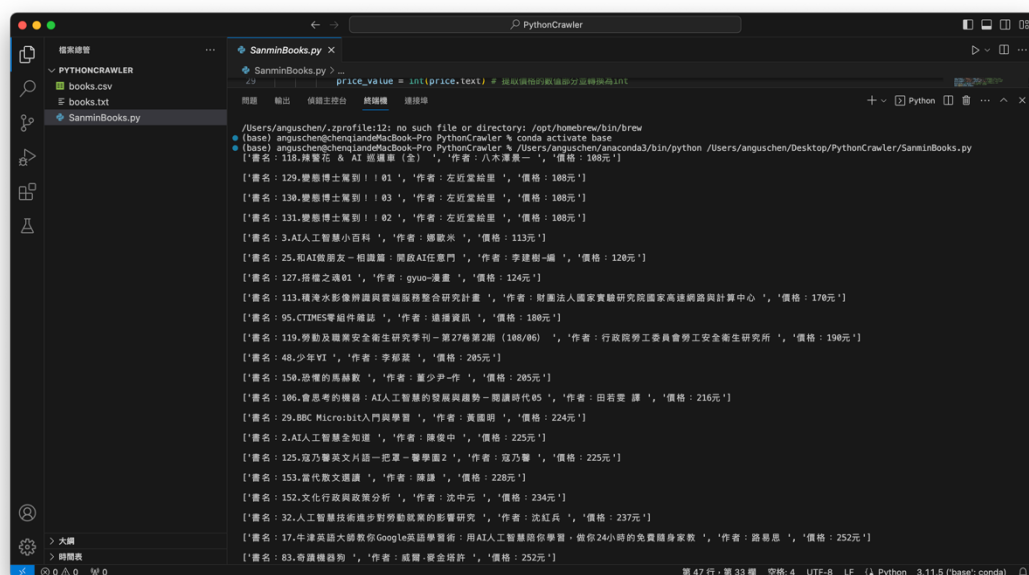 PythonCrawler
檔案總管
SanminBooks.py
PYTHONCRAWLER
SanminBooks.py > ...
books.csv
29 price_value = int(price.text) # 提取價格的數值部分並轉換為int
books.txt
問題 輸出 偵錯主控台 終端機 連接埠
Python
SanminBooks.py
/Users/anguschen/.zprofile:12: no such file or directory: /opt/homebrew/bin/brew
(base) anguschen@chenqiandeMacBook-Pro PythonCrawler % conda activate base
(base) anguschen@chenqiandeMacBook-Pro PythonCrawler % /Users/anguschen/anaconda3/bin/python /Users/anguschen/Desktop/PythonCrawler/SanminBooks.py
['書名：118.辣警花 & AI 巡邏車（全） ', '作者：八木澤景一 ', '價格：108元']
['書名：129.變態博士駕到！！01 ', '作者：左近堂絵里 ', '價格：108元']
['書名：130.變態博士駕到！！03 ', '作者：左近堂絵里 ', '價格：108元']
['書名：131.變態博士駕到！！02 ', '作者：左近堂絵里 ', '價格：108元']
['書名：3.AI人工智慧小百科 ', '作者：娜歐米 ', '價格：113元']
['書名：25.和AI做朋友－相識篇：開啟AI任意門 ', '作者：李建樹-編 ', '價格：120元']
['書名：127.搭檔之魂01 ', '作者：gyuo-漫畫 ', '價格：124元']
['書名：113.積淹水影像辨識與雲端服務整合研究計畫 ', '作者：財團法人國家實驗研究院國家高速網路與計算中心 ', '價格：170元']
['書名：95.CTIMES零組件雜誌 ', '作者：遠播資訊 ', '價格：180元']
['書名：119.勞動及職業安全衛生研究季刊－第27卷第2期（108/06） ', '作者：行政院勞工委員會勞工安全衛生研究所 ', '價格：190元']
['書名：48.少年∀I ', '作者：李郁棻 ', '價格：205元']
['書名：150.恐懼的馬赫數 ', '作者：董少尹-作 ', '價格：205元']
['書名：106.會思考的機器：AI人工智慧的發展與趨勢－閱讀時代05 ', '作者：田若雯 譯 ', '價格：216元']
['書名：29.BBC Micro:bit入門與學習 ', '作者：黃國明 ', '價格：224元']
['書名：2.AI人工智慧全知道 ', '作者：陳俊中 ', '價格：225元']
['書名：125.寇乃馨英文片語一把罩－馨學園2 ', '作者：寇乃馨 ', '價格：225元']
['書名：153.當代散文選讀 ', '作者：陳謙 ', '價格：228元']
['書名：152.文化行政與政策分析 ', '作者：沈中元 ', '價格：234元']
['書名：32.人工智慧技術進步對勞動就業的影響研究 ', '作者：沈紅兵 ', '價格：237元']
['書名：17.牛津英語大師教你Google英語學習術：用AI人工智慧陪你學習，做你24小時的免費隨身家教 ', '作者：路易思 ', '價格：252元']
['書名：83.奇蹟機器狗 ', '作者：威爾‧麥金塔許 ', '價格：252元']
大綱
時間表
0 0 0 第 47 行，第 33 欄 空格: 4 UTF-8 LF Python 3.11.5 ('base': conda)